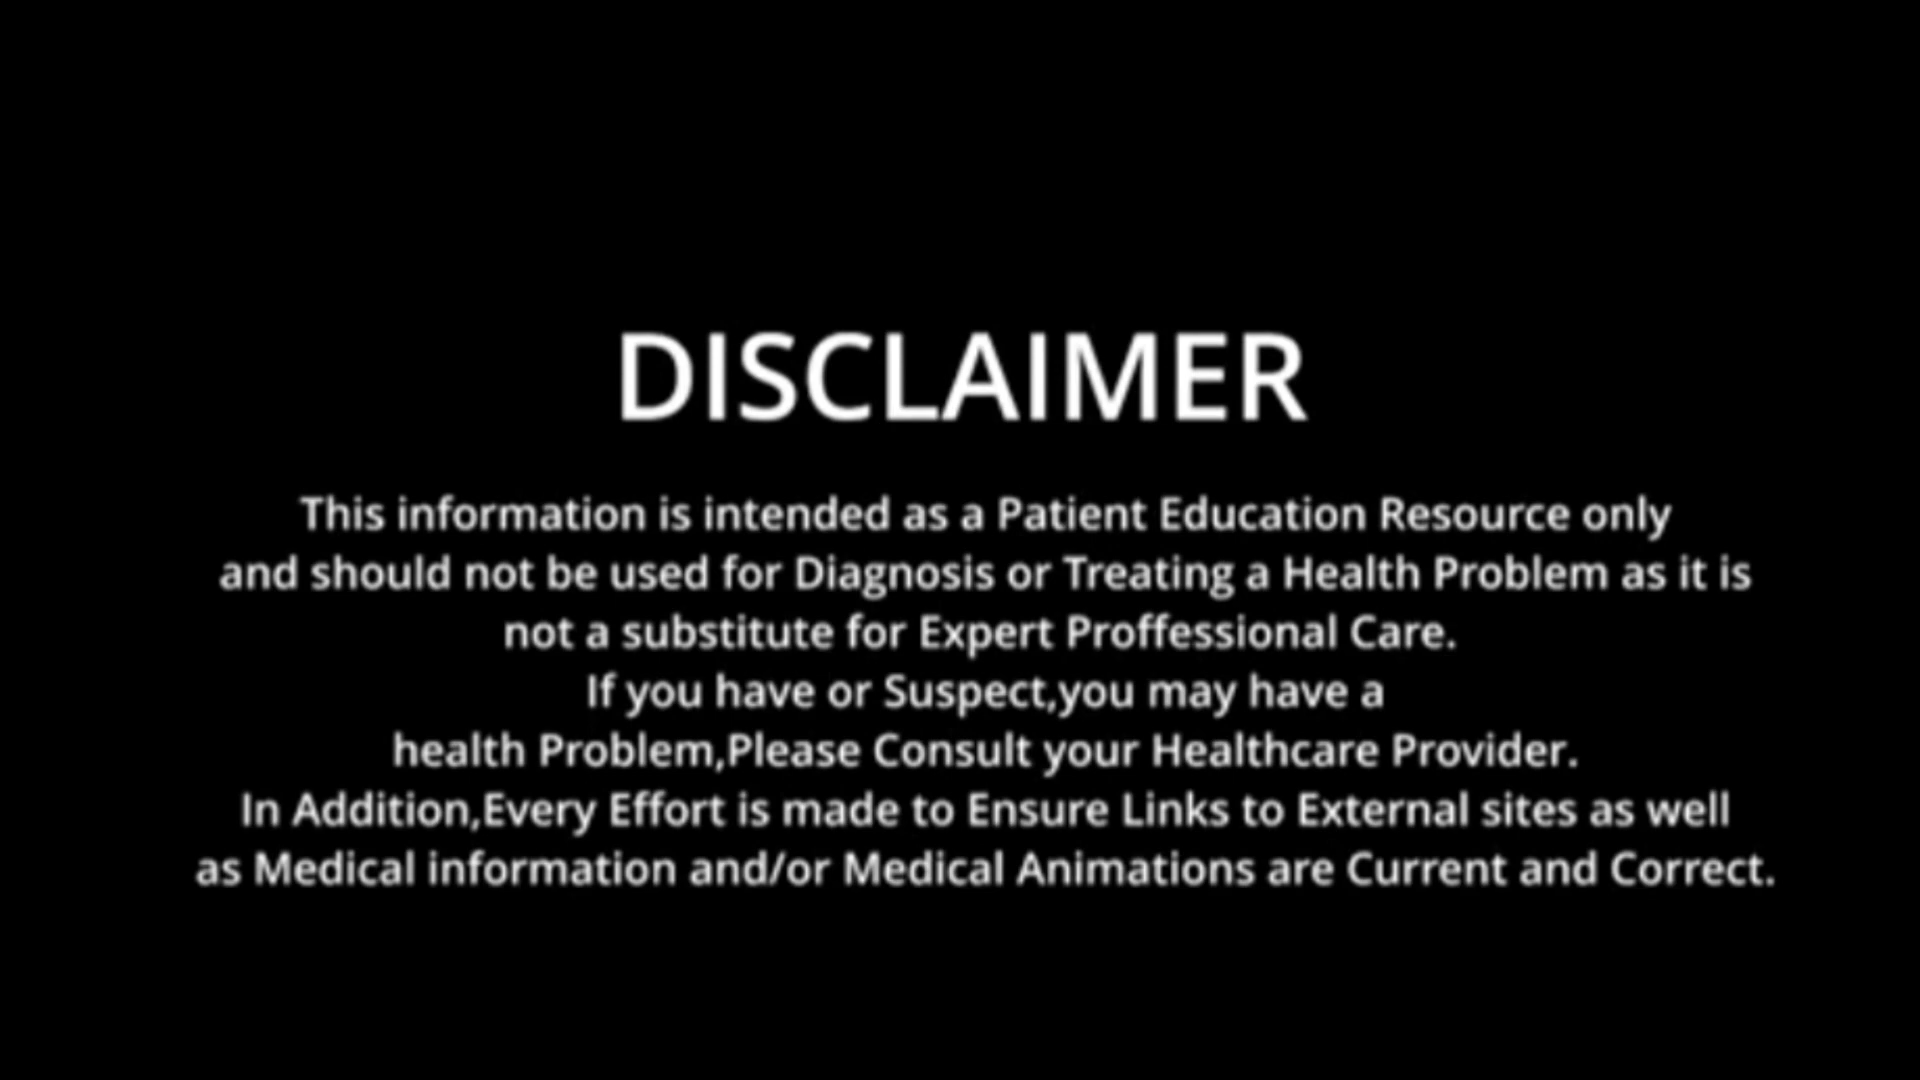 DISCLAIMER
This information is intended as a Patient Education Resource only
and should not be used for Diagnosis or Treating a Health Problem as it is
not a substitute for Expert Proffessional Care.
If you have or Suspect,you may have a
health Problem,Please Consult your Healthcare Provider.
In Addition,Every Effort is made to Ensure Links to External sites as well
as Medical information and/or Medical Animations are Current and Correct.